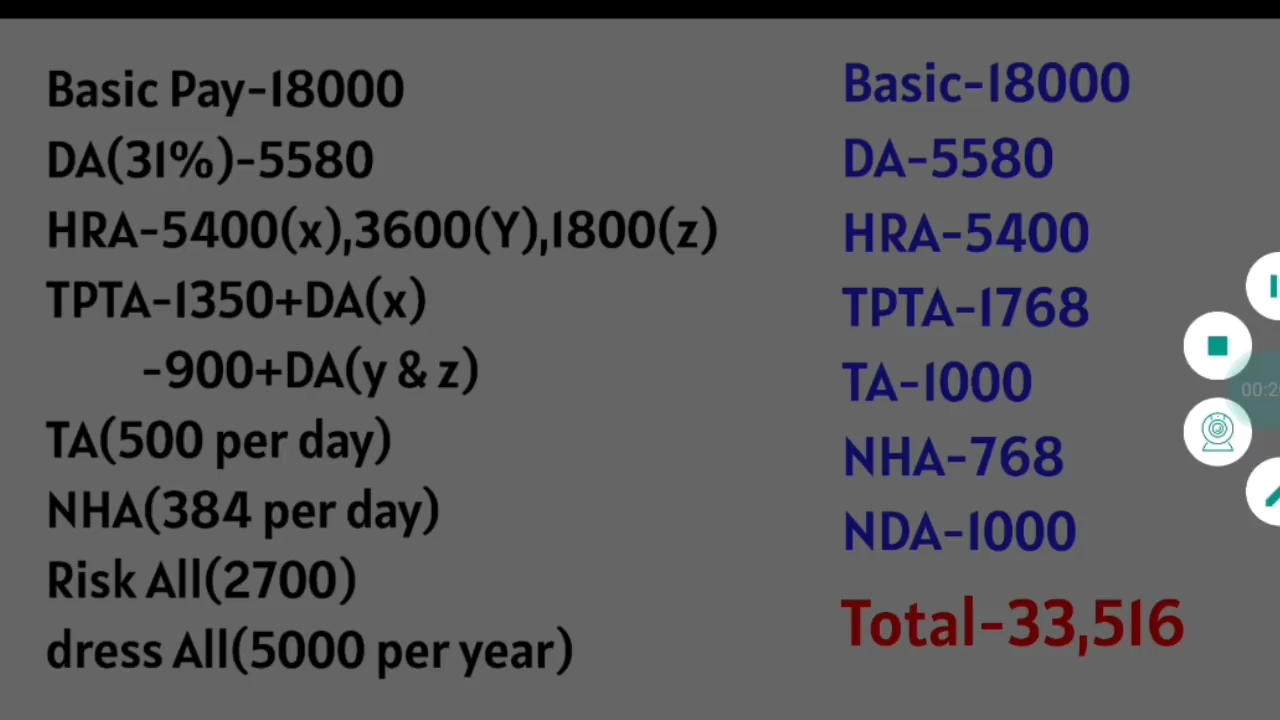 Basic Pay-18000
DA(31%)-5580
HRA-5400(x),3600(Y),1800(z)
TPTA-1350+DA(x)
-900+DA(y & z)
TA(500 per day)
NHA(384 per day)
Risk All(2700)
dress All(5000 per year)
Basic-18000
DA-5580
HRA-5400
TPTA-1768
TA-1000
NHA-768
NDA-1000
Total-33,516